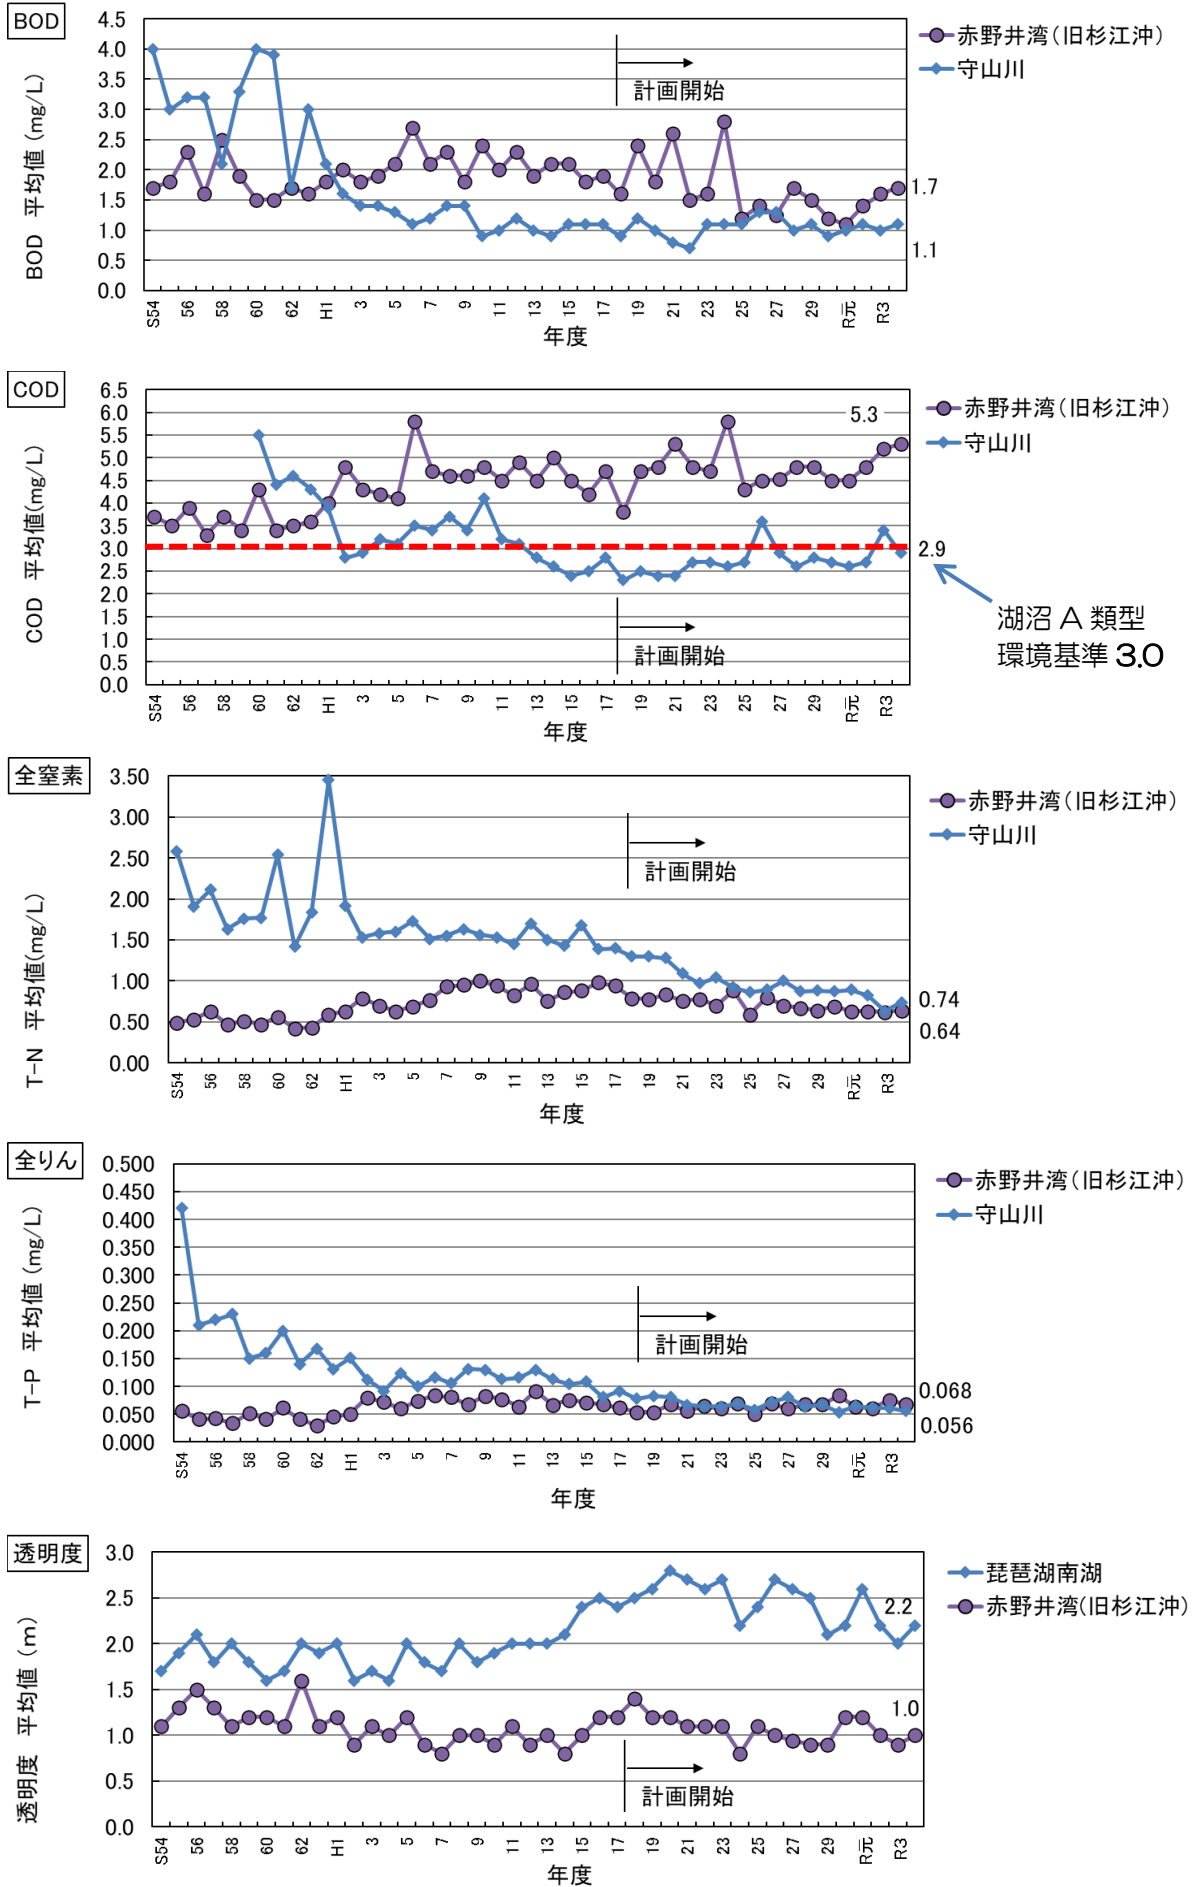 BOD
BOD 平均値 (mg/L)
4.5
4.0
3.5
3.0
2.5
2.0
1.5
1.0
0.5
0.0
計画開始
赤野井湾(旧杉江沖)
守山川
1.7
1.1
S54 56 58 60 62 H1 3 5 7 9 11 13 15 17 19 21 23 25 27 29 R元 R3
年度
COD
COD 平均値(mg/L)
6.5
6.0
5.5
5.0
4.5
4.0
3.5
3.0
2.5
2.0
1.5
1.0
0.5
0.0
5.3
計画開始
赤野井湾(旧杉江沖)
守山川
2.9
湖沼 A 類型
環境基準 3.0
S54 56 58 60 62 H1 3 5 7 9 11 13 15 17 19 21 23 25 27 29 R元 R3
年度
全窒素
T-N 平均値(mg/L)
3.50
3.00
2.50
2.00
1.50
1.00
0.50
0.00
計画開始
赤野井湾(旧杉江沖)
守山川
0.74
0.64
S54 56 58 60 62 H1 3 5 7 9 11 13 15 17 19 21 23 25 27 29 R元 R3
年度
全りん
T-P 平均値 (mg/L)
0.500
0.450
0.400
0.350
0.300
0.250
0.200
0.150
0.100
0.050
0.000
計画開始
赤野井湾(旧杉江沖)
守山川
0.068
0.056
S54 56 58 60 62 H1 3 5 7 9 11 13 15 17 19 21 23 25 27 29 R元 R3
年度
透明度
透明度 平均値 (m)
3.0
2.5
2.0
1.5
1.0
0.5
0.0
2.2
1.0
計画開始
琵琶湖南湖
赤野井湾(旧杉江沖)
S54 56 58 60 62 H1 3 5 7 9 11 13 15 17 19 21 23 25 27 29 R元 R3
年度